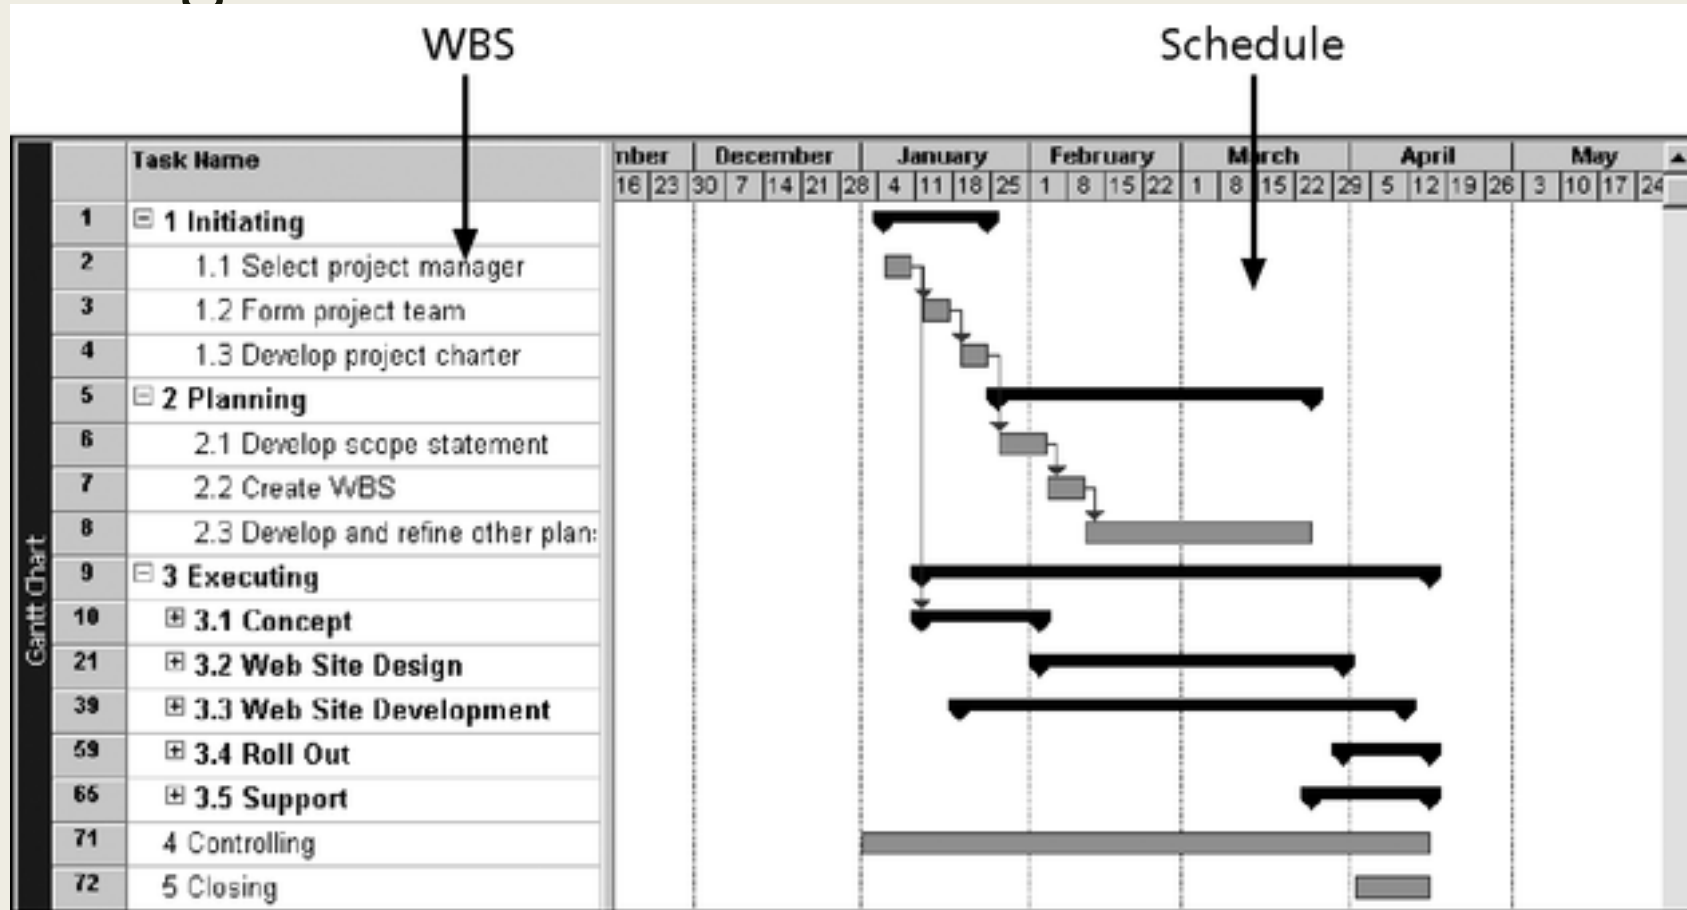 WBS Schedule
Task Name nber December January February March April May
16 23 30 7 14 21 28 4 11 18 25 1 8 15 22 1 8 15 22 29 5 12 19 26 3 10 17 24
1 1 Initiating
2 1.1 Select project manager
3 1.2 Form project team
4 1.3 Develop project charter
5 2 Planning
6 2.1 Develop scope statement
7 2.2 Create WBS
8 2.3 Develop and refine other plans
9 3 Executing
10 3.1 Concept
21 3.2 Web Site Design
39 3.3 Web Site Development
59 3.4 Roll Out
66 3.5 Support
71 4 Controlling
72 5 Closing
Gantt Chart